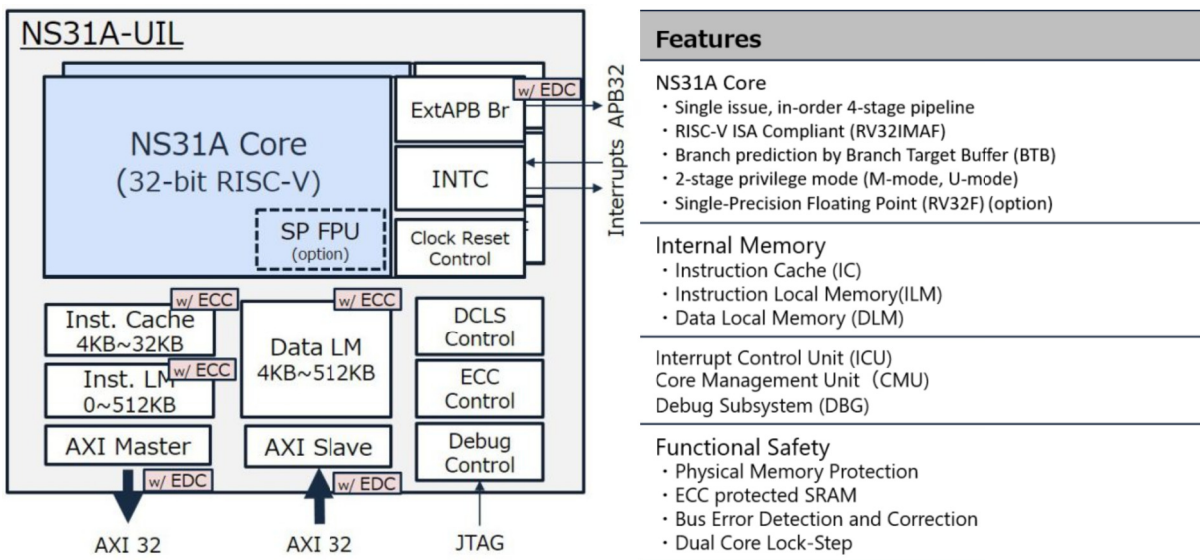 NS31A-UIL
NS31A Core
(32-bit RISC-V)
SP FPU
(option)
w/ EDC
ExtAPB Br
INTC
Clock Reset
Control
APB32
Interrupts
w/ ECC
Inst. Cache
4KB~32KB
w/ ECC
Inst. LM
0~512KB
AXI Master
w/ EDC
AXI 32
w/ ECC
Data LM
4KB~512KB
AXI Slave
w/ EDC
AXI 32
DCLS
Control
ECC
Control
Debug
Control
JTAG
Features
NS31A Core
・Single issue, in-order 4-stage pipeline
・RISC-V ISA Compliant (RV32IMAF)
・Branch prediction by Branch Target Buffer (BTB)
・2-stage privilege mode (M-mode, U-mode)
・Single-Precision Floating Point (RV32F) (option)
Internal Memory
・Instruction Cache (IC)
・Instruction Local Memory(ILM)
・Data Local Memory (DLM)
Interrupt Control Unit (ICU)
Core Management Unit（CMU)
Debug Subsystem (DBG)
Functional Safety
・Physical Memory Protection
・ECC protected SRAM
・Bus Error Detection and Correction
・Dual Core Lock-Step